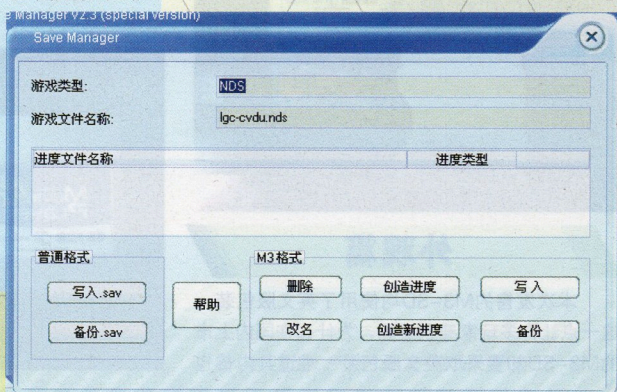 e Manager V2.3 (special version)
Save Manager
游戏类型: NDS
游戏文件名称: lgc-cvdu.nds
进度文件名称 进度类型
普通格式
写入.sav
备份.sav
帮助
M3格式
删除 创造进度 写入
改名 创造新进度 备份